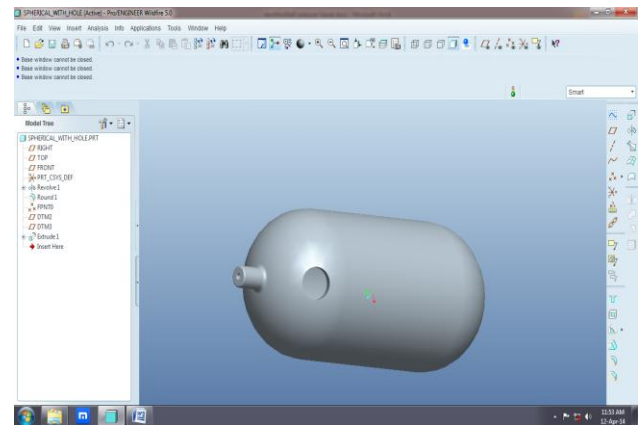 SPHERICAL_WITH_HOLE (Active) - Pro/ENGINEER Wildfire 5.0
File Edit View Insert Analysis Info Applications Tools Window Help
• Base window cannot be closed.
• Base window cannot be closed.
• Base window cannot be closed.
Smart
Model Tree
SPHERICAL_WITH_HOLE.PRT
RIGHT
TOP
FRONT
PRT_CSYS_DEF
Revolve 1
Round 1
FPNT0
DTM2
DTM3
Extrude 1
Insert Here
11:53 AM
12-Apr-14